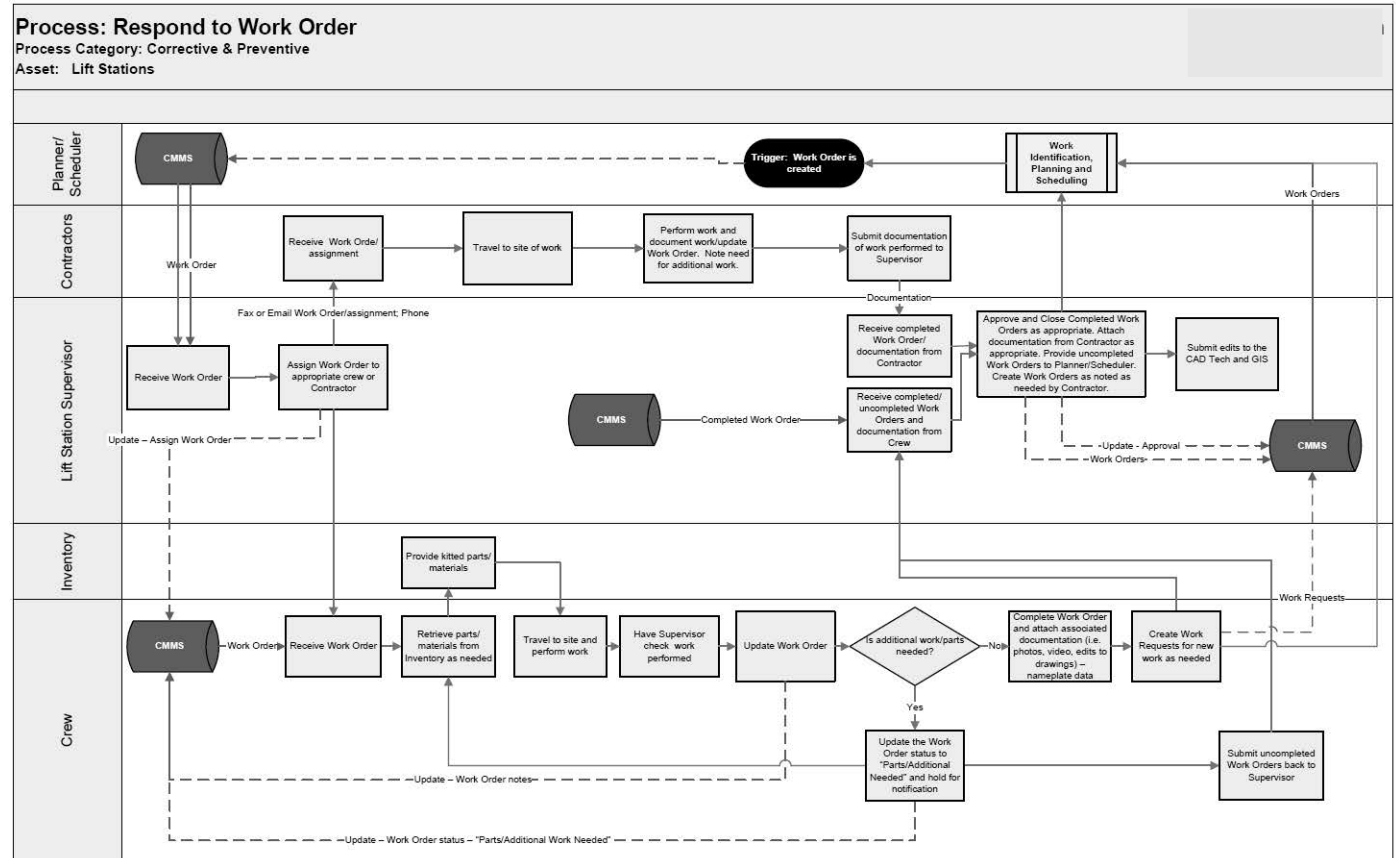 Process: Respond to Work Order
Process Category: Corrective & Preventive
Asset: Lift Stations
Planner/
Scheduler
CMMS
Trigger: Work Order is
created
Work
Identification,
Planning and
Scheduling
Work Orders
Contractors
Receive Work Orde/
assignment
Travel to site of work
Perform work and
document work/update
Work Order. Note need
for additional work.
Submit documentation
of work performed to
Supervisor
Work Order
Documentation
Fax or Email Work Order/assignment; Phone
Lift Station Supervisor
Receive Work Order
Assign Work Order to
appropriate crew or
Contractor
Receive completed
Work Order/
documentation from
Contractor
Approve and Close Completed Work
Orders as appropriate. Attach
documentation from Contractor as
appropriate. Provide uncompleted
Work Orders to Planner/Scheduler.
Create Work Orders as noted as
needed by Contractor.
Submit edits to the
CAD Tech and GIS
CMMS
Completed Work Order
Receive completed/
uncompleted Work
Orders and
documentation from
Crew
Update – Assign Work Order
Update - Approval
Work Orders
CMMS
Inventory
Provide kitted parts/
materials
Work Requests
Crew
CMMS
Work Order
Receive Work Order
Retrieve parts/
materials from
Inventory as needed
Travel to site and
perform work
Have Supervisor
check work
performed
Update Work Order
Is additional work/parts
needed?
No
Complete Work Order
and attach assoicated
documentation (i.e.
photos, video, edits to
drawings) –
nameplate data
Create Work
Requests for new
work as needed
Yes
Update the Work
Order status to
“Parts/Additional
Needed” and hold for
notification
Submit uncompleted
Work Orders back to
Supervisor
Update – Work Order notes
Update – Work Order status – “Parts/Additional Work Needed”